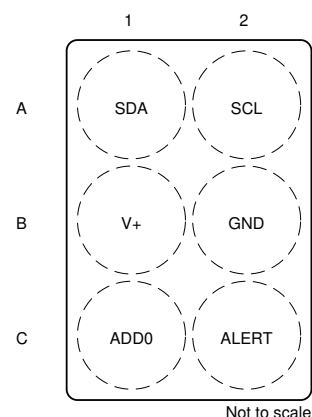 1 2
A SDA SCL
B V+ GND
C ADD0 ALERT
Not to scale